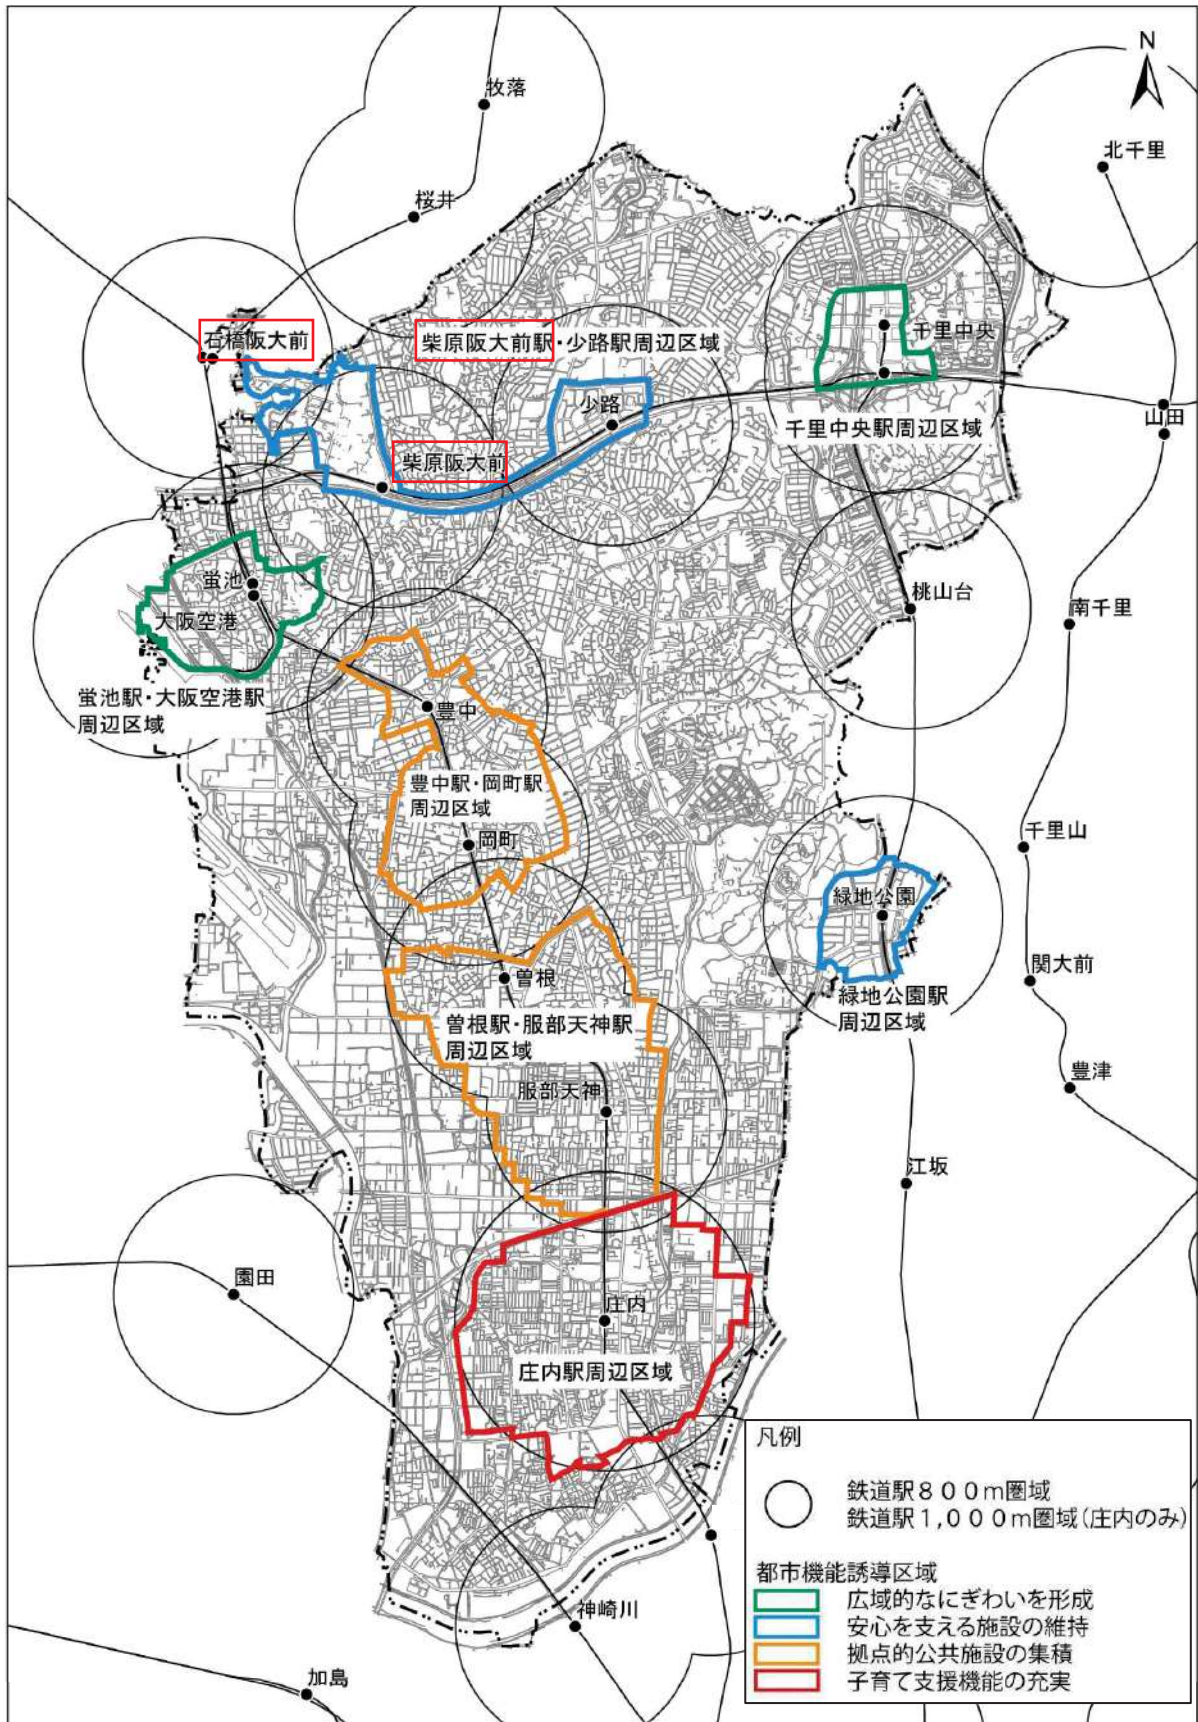 N
牧落
北千里
桜井
石橋阪大前
柴原阪大前駅・少路駅周辺区域
千里中央
少路
山田
千里中央駅周辺区域
柴原阪大前
蛍池
桃山台
南千里
大阪空港
蛍池駅・大阪空港駅
周辺区域
豊中
豊中駅・岡町駅
周辺区域
千里山
岡町
緑地公園
曽根
関大前
緑地公園駅
周辺区域
曽根駅・服部天神駅
周辺区域
豊津
服部天神
江坂
園田
庄内
庄内駅周辺区域
凡例
鉄道駅800m圏域
鉄道駅1,000m圏域(庄内のみ)
都市機能誘導区域
広域的なにぎわいを形成
安心を支える施設の維持
拠点的公共施設の集積
子育て支援機能の充実
神崎川
加島